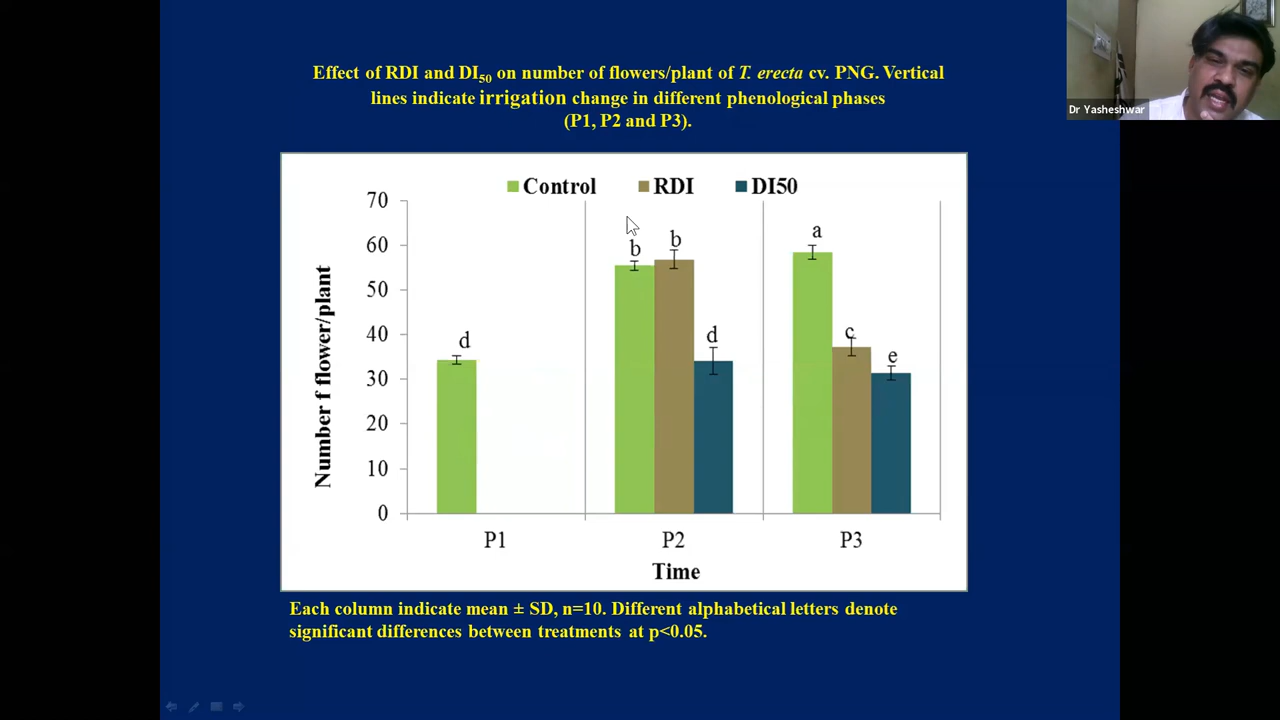 Effect of RDI and DI50 on number of flowers/plant of T. erecta cv. PNG. Vertical
lines indicate irrigation change in different phenological phases
(P1, P2 and P3).
Dr Yasheshwar
Control RDI DI50
Number f flower/plant
70
60
50
40
30
20
10
0
d
b
b
d
a
c
e
P1 P2 P3
Time
Each column indicate mean ± SD, n=10. Different alphabetical letters denote
significant differences between treatments at p<0.05.